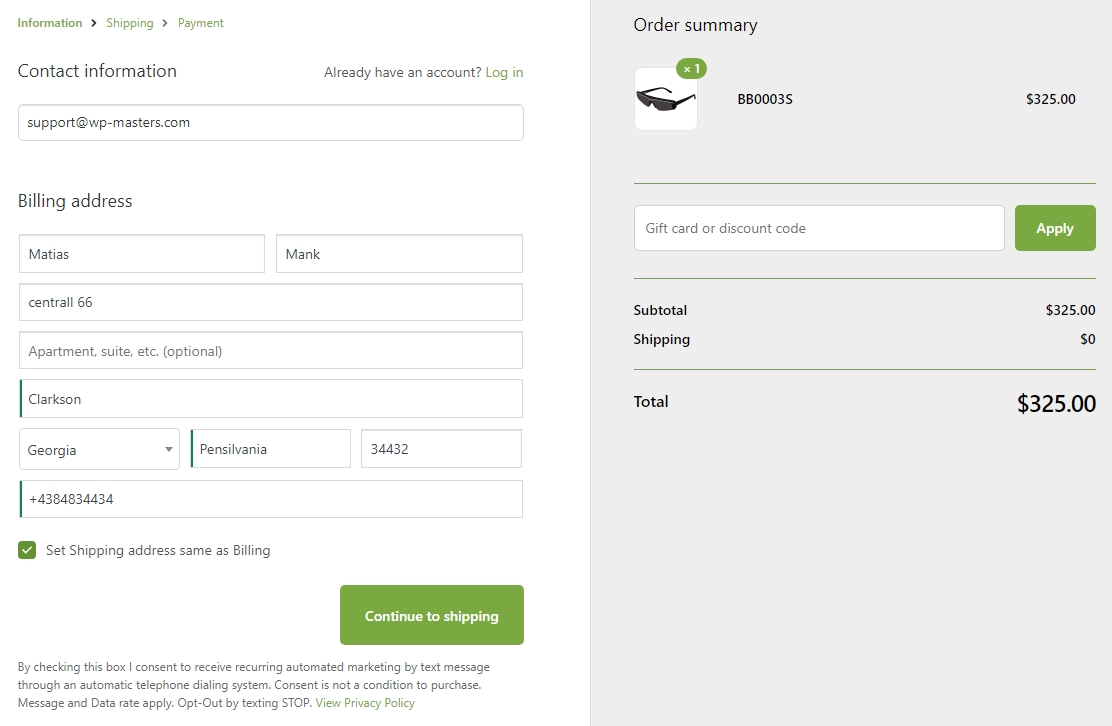 Information > Shipping > Payment
Contact information
Already have an account? Log in
support@wp-masters.com
Billing address
Matias
Mank
centrall 66
Apartment, suite, etc. (optional)
Clarkson
Georgia
Pensilvania
34432
+4384834434
Set Shipping address same as Billing
Continue to shipping
By checking this box I consent to receive recurring automated marketing by text message
through an automatic telephone dialing system. Consent is not a condition to purchase.
Message and Data rate apply. Opt-Out by texting STOP. View Privacy Policy
Order summary
× 1
BB0003S
$325.00
Gift card or discount code
Apply
Subtotal
$325.00
Shipping
$0
Total
$325.00